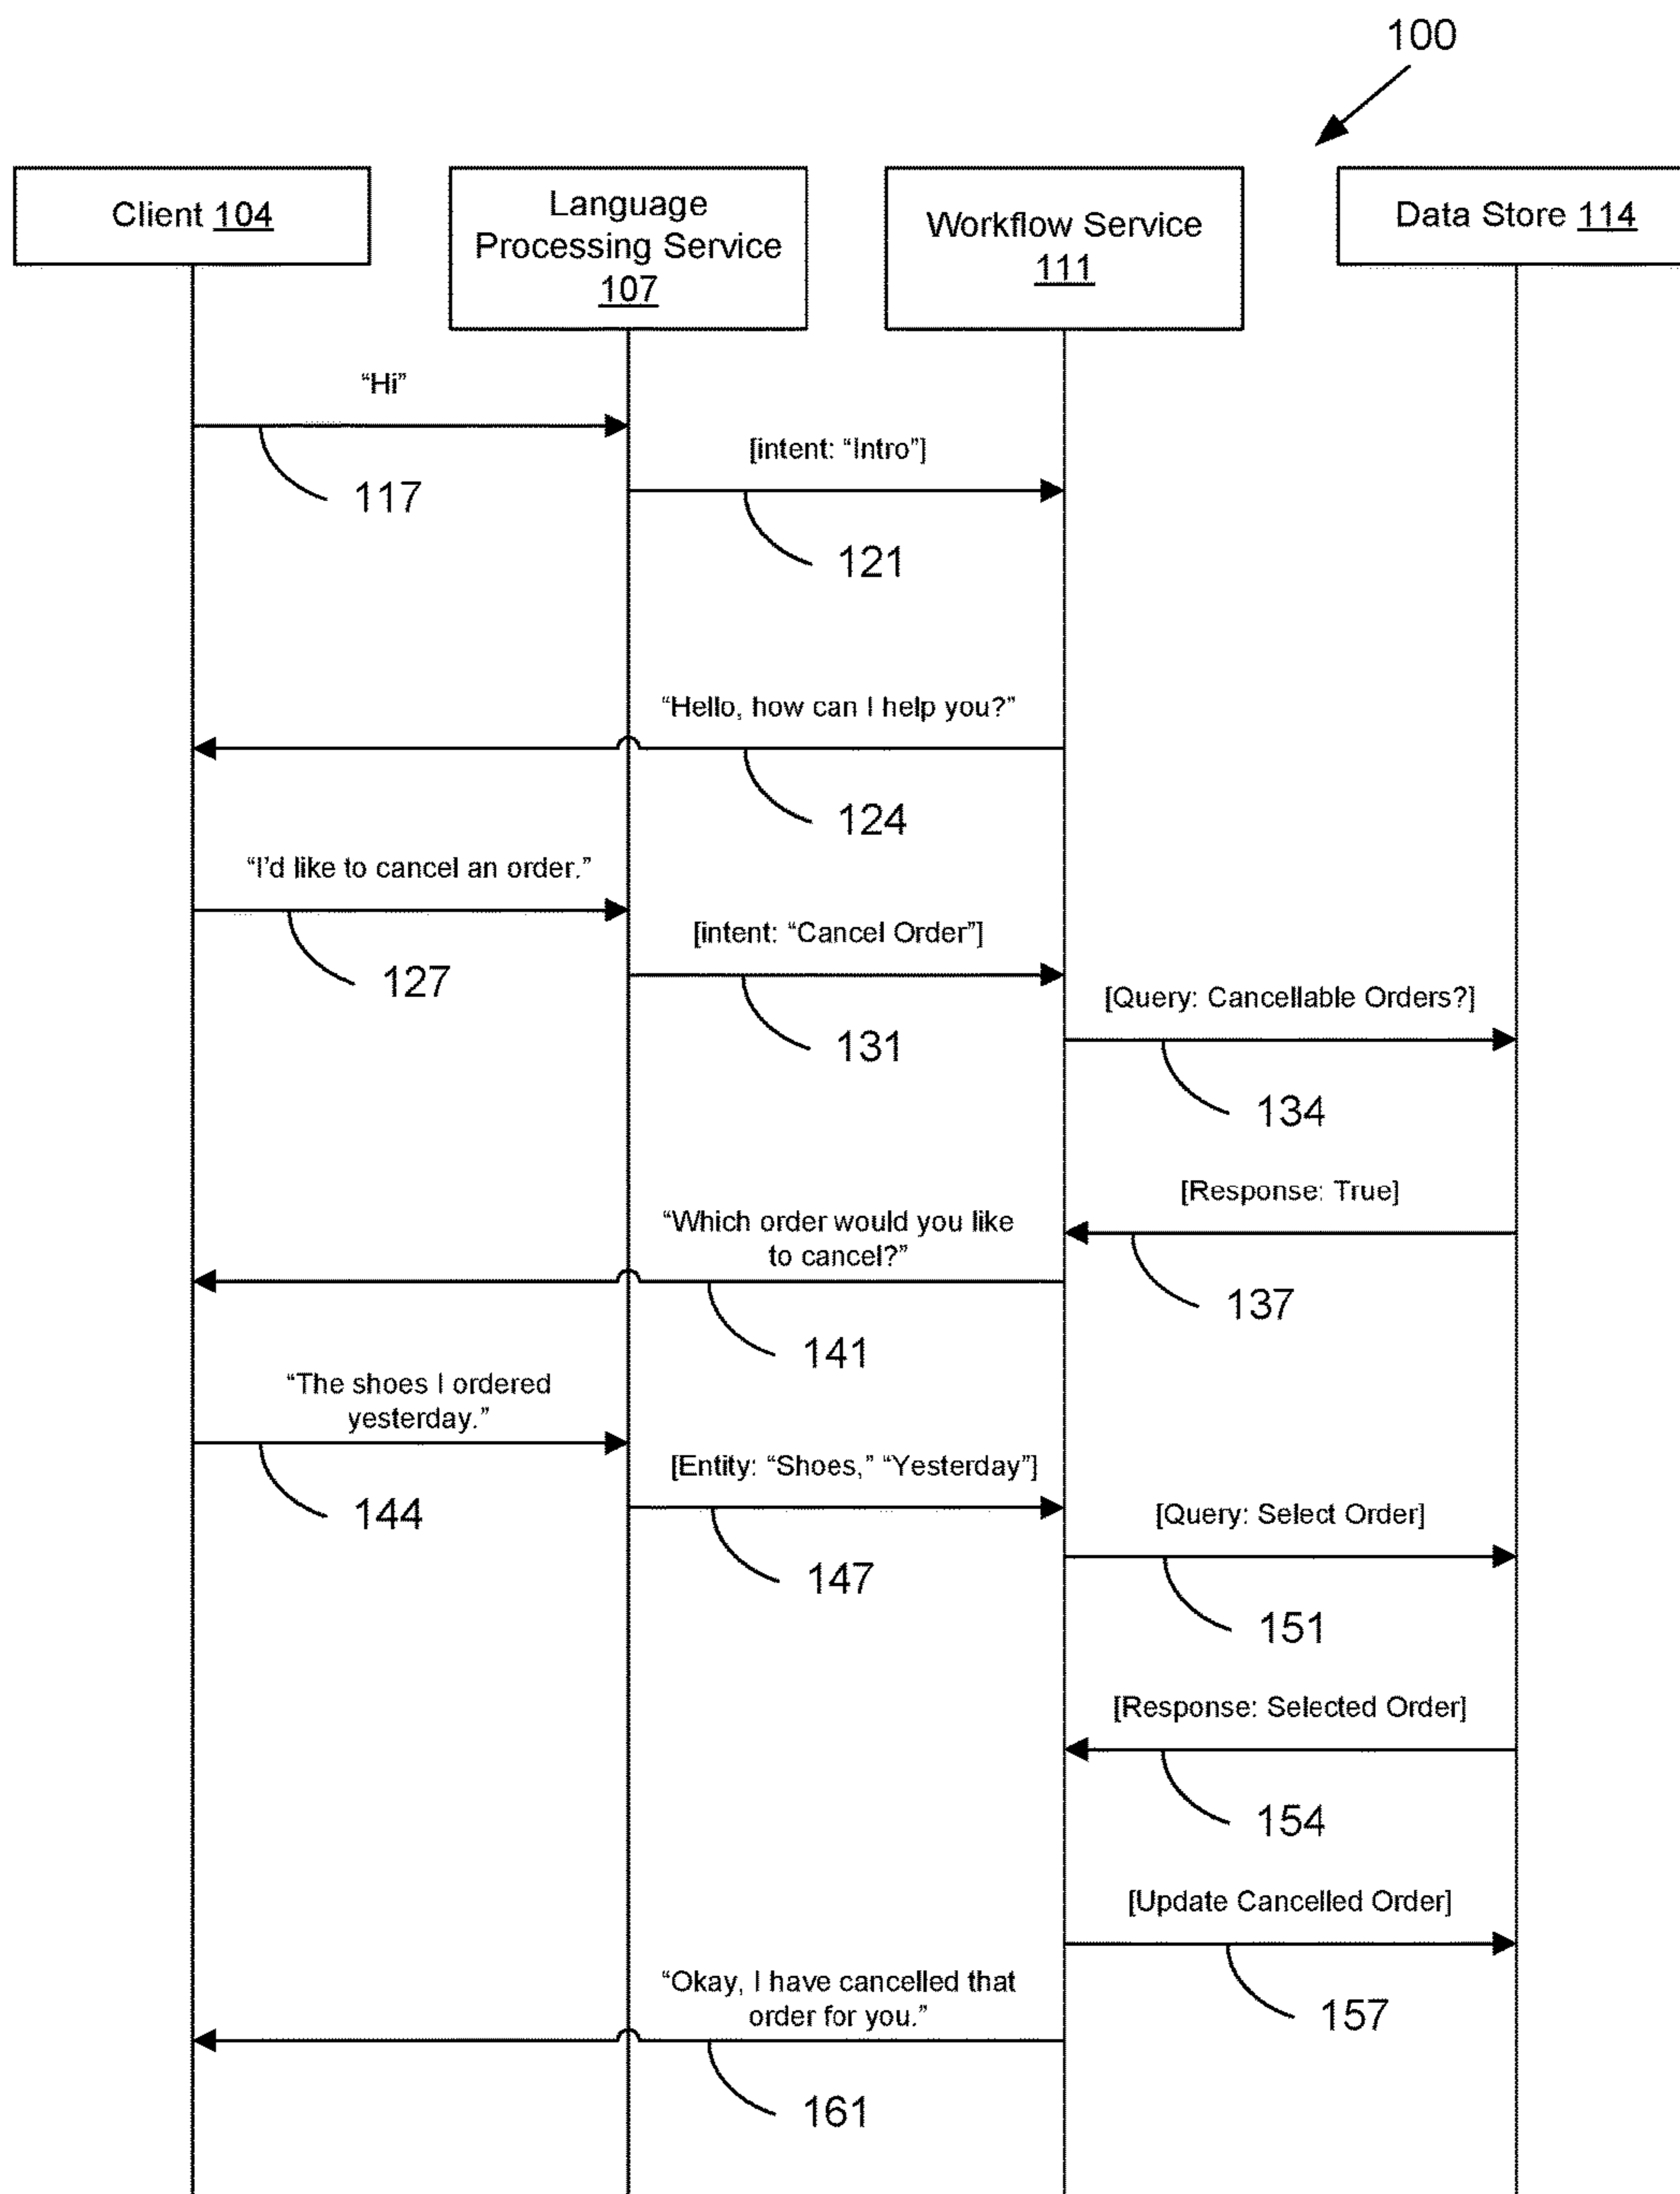 100
Client 104
Language
Processing Service
107
Workflow Service
111
Data Store 114
“Hi”
117
[intent: “Intro”]
121
“Hello, how can I help you?”
124
“I’d like to cancel an order.”
127
[intent: “Cancel Order”]
131
[Query: Cancellable Orders?]
134
[Response: True]
137
“Which order would you like
to cancel?”
141
“The shoes I ordered
yesterday.”
144
[Entity: “Shoes,” “Yesterday”]
147
[Query: Select Order]
151
[Response: Selected Order]
154
[Update Cancelled Order]
157
“Okay, I have cancelled that
order for you.”
161